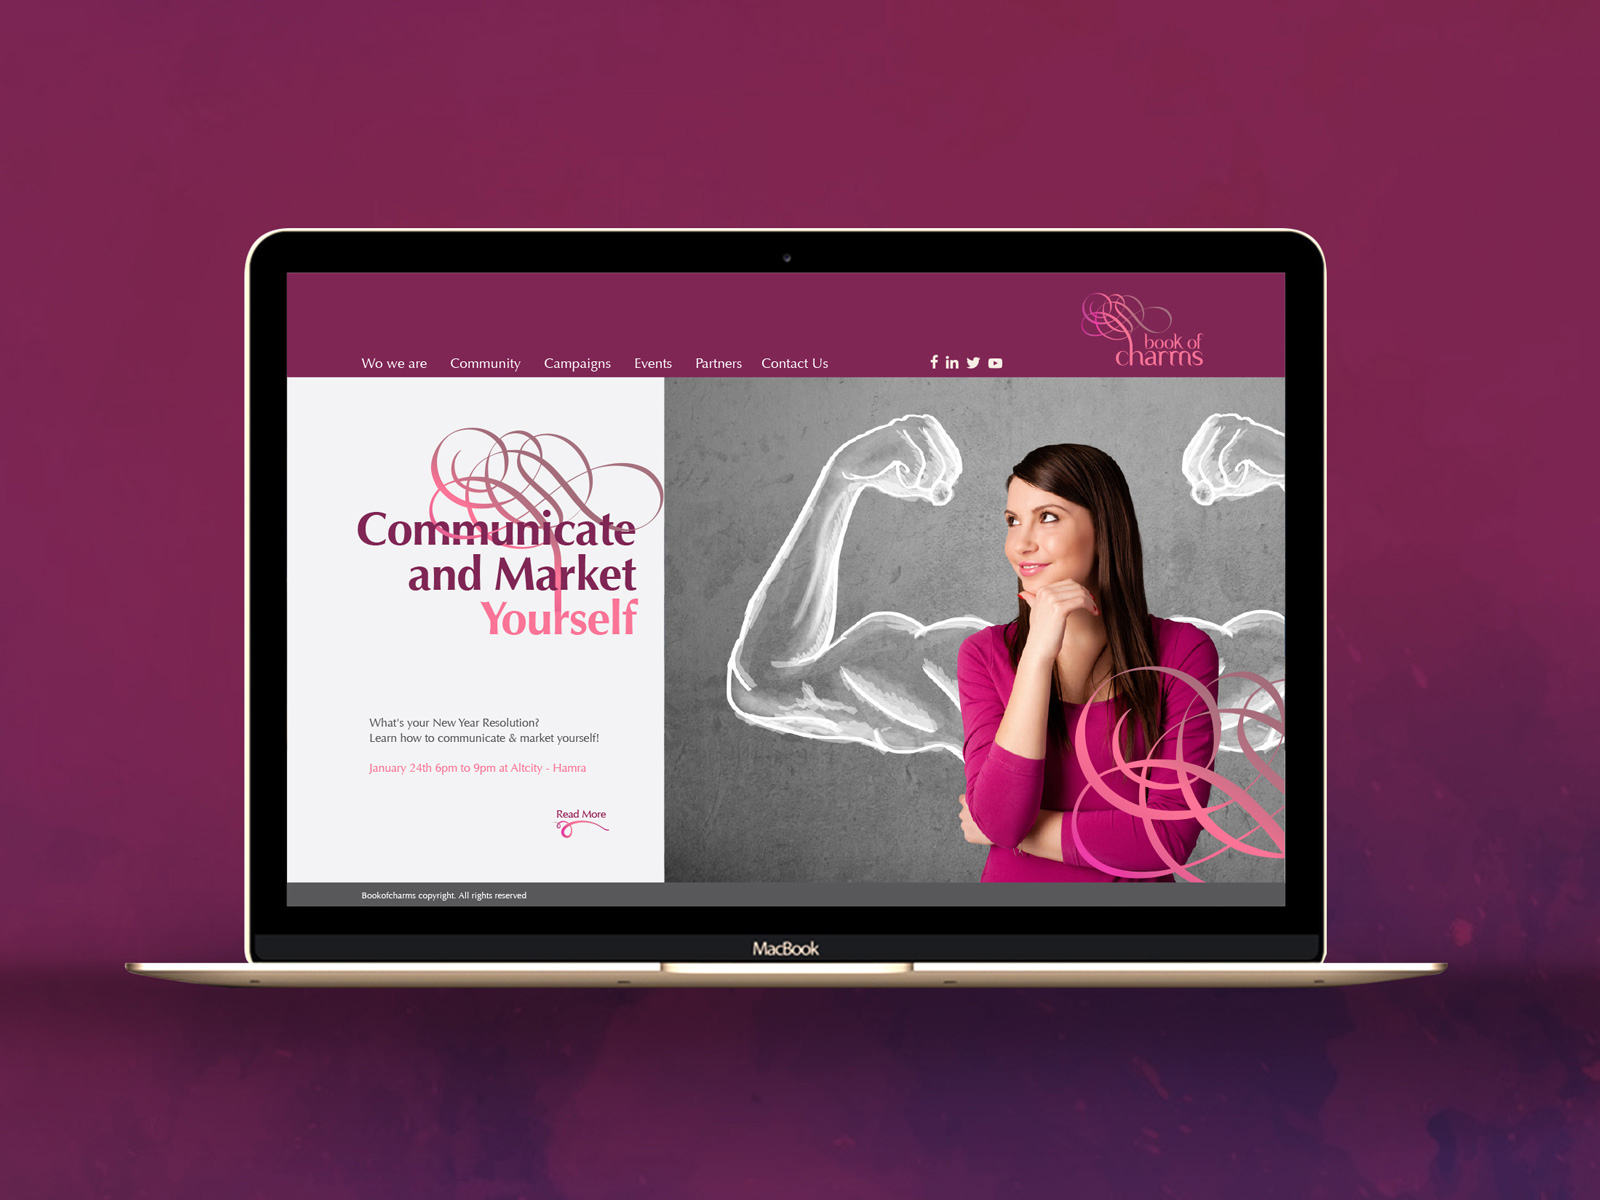 book of
charms
Wo we are Community Campaigns Events Partners Contact Us
Communicate
and Market
Yourself
What's your New Year Resolution?
Learn how to communicate & market yourself!
January 24th 6pm to 9pm at Altcity - Hamra
Read More
Bookofcharms copyright. All rights reserved
MacBook